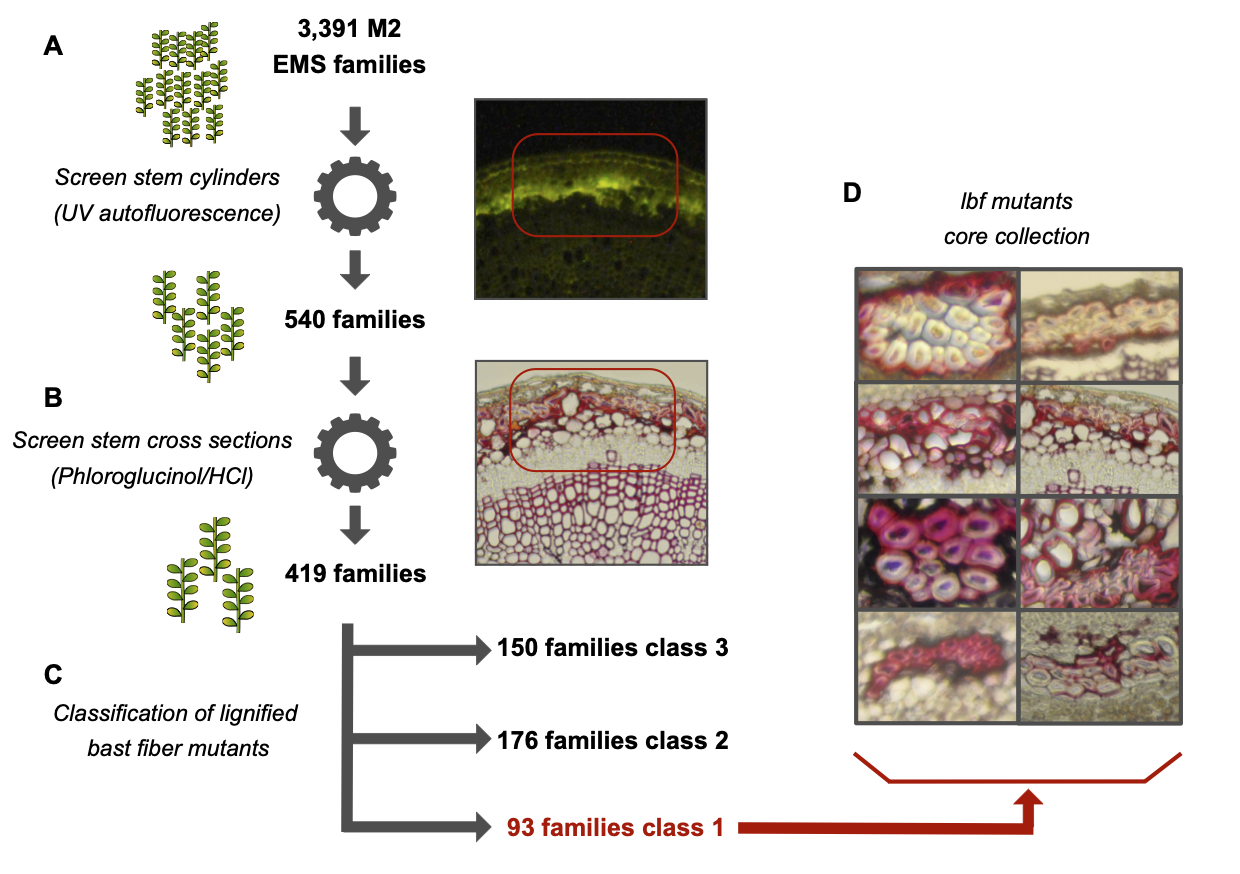 A
3,391 M2
EMS families
Screen stem cylinders
(UV autofluorescence)
540 families
B
Screen stem cross sections
(Phloroglucinol/HCl)
419 families
150 families class 3
C
Classification of lignified
bast fiber mutants
176 families class 2
93 families class 1
D
lbf mutants
core collection